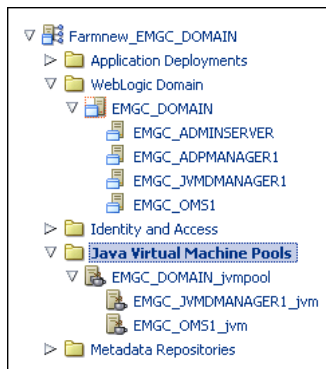 Farmnew_EMGC_DOMAIN
Application Deployments
WebLogic Domain
EMGC_DOMAIN
EMGC_ADMINSERVER
EMGC_ADPMANAGER1
EMGC_JVMDMANAGER1
EMGC_OMS1
Identity and Access
Java Virtual Machine Pools
EMGC_DOMAIN_jvmpool
EMGC_JVMDMANAGER1_jvm
EMGC_OMS1_jvm
Metadata Repositories